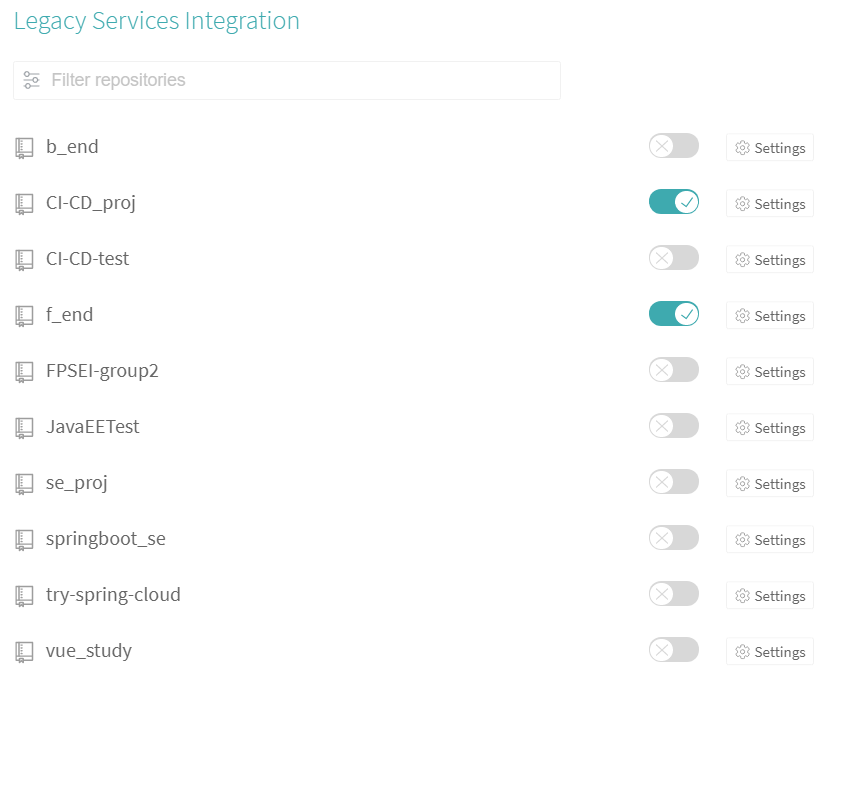 Legacy Services Integration
Filter repositories
b_end Settings
CI-CD_proj Settings
CI-CD-test Settings
f_end Settings
FPSEI-group2 Settings
JavaEETest Settings
se_proj Settings
springboot_se Settings
try-spring-cloud Settings
vue_study Settings